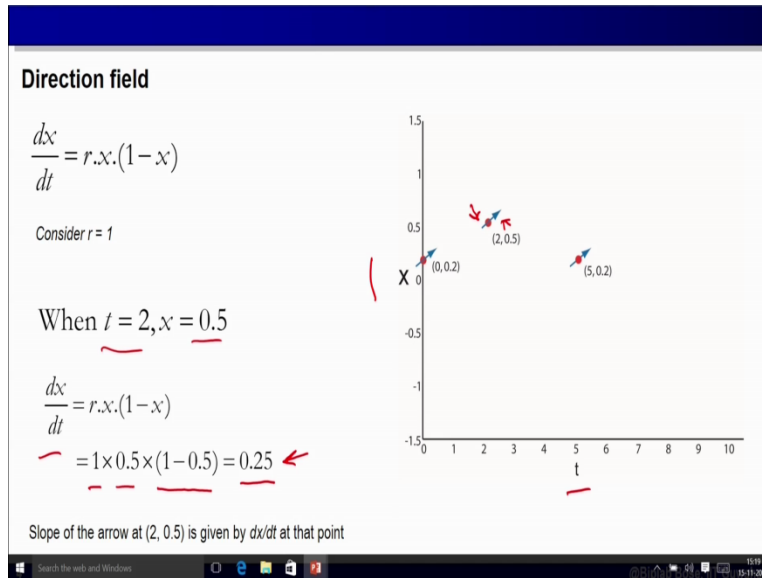 Direction field
dx
dt
= r.x.(1−x)
Consider r = 1
When t = 2, x = 0.5
dx
dt
= r.x.(1−x)
= 1×0.5×(1−0.5) = 0.25
Slope of the arrow at (2, 0.5) is given by dx/dt at that point
1.5
1
0.5
0
-0.5
-1
-1.5
X
(0,0.2)
(2,0.5)
(5,0.2)
0 1 2 3 4 5 6 7 8 9 10
t
Search the web and Windows
15:19